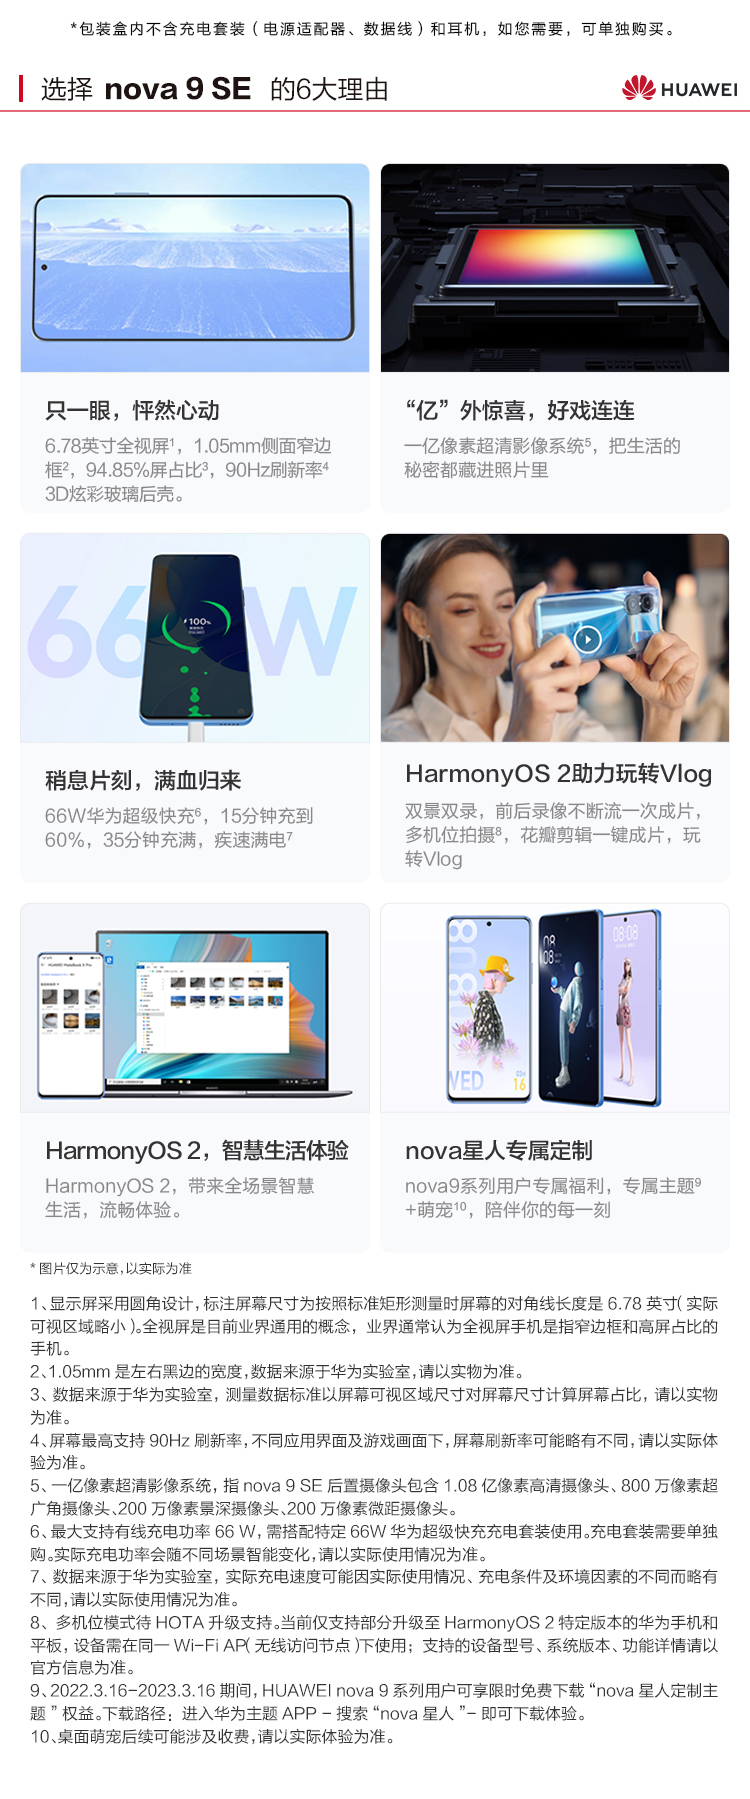 *包装盒内不含充电套装（电源适配器、数据线）和耳机，如您需要，可单独购买。
选择 nova 9 SE 的6大理由
HUAWEI
只一眼，怦然心动
6.78英寸全视屏¹，1.05mm侧面窄边
框²，94.85%屏占比³，90Hz刷新率⁴
3D炫彩玻璃后壳。
“亿”外惊喜，好戏连连
一亿像素超清影像系统⁵，把生活的
秘密都藏进照片里
66W
100%
稍息片刻，满血归来
66W华为超级快充⁶，15分钟充到
60%，35分钟充满，疾速满电⁷
HarmonyOS 2助力玩转Vlog
双景双录，前后录像不断流一次成片，
多机位拍摄⁸，花瓣剪辑一键成片，玩
转Vlog
HarmonyOS 2，智慧生活体验
HarmonyOS 2，带来全场景智慧
生活，流畅体验。
08:08
WED
16
08
08
08:08
nova星人专属定制
nova9系列用户专属福利，专属主题⁹
+萌宠¹⁰，陪伴你的每一刻
* 图片仅为示意，以实际为准
1、显示屏采用圆角设计，标注屏幕尺寸为按照标准矩形测量时屏幕的对角线长度是 6.78 英寸（实际
可视区域略小）。全视屏是目前业界通用的概念，业界通常认为全视屏手机是指窄边框和高屏占比的
手机。
2、1.05mm 是左右黑边的宽度，数据来源于华为实验室，请以实物为准。
3、数据来源于华为实验室，测量数据标准以屏幕可视区域尺寸对屏幕尺寸计算屏幕占比，请以实物
为准。
4、屏幕最高支持 90Hz 刷新率，不同应用界面及游戏画面下，屏幕刷新率可能略有不同，请以实际体
验为准。
5、一亿像素超清影像系统，指 nova 9 SE 后置摄像头包含 1.08 亿像素高清摄像头、800 万像素超
广角摄像头、200 万像素景深摄像头、200 万像素微距摄像头。
6、最大支持有线充电功率 66 W，需搭配特定 66W 华为超级快充充电套装使用。充电套装需要单独
购。实际充电功率会随不同场景智能变化，请以实际使用情况为准。
7、数据来源于华为实验室，实际充电速度可能因实际使用情况、充电条件及环境因素的不同而略有
不同，请以实际使用情况为准。
8、多机位模式待 HOTA 升级支持。当前仅支持部分升级至 HarmonyOS 2 特定版本的华为手机和
平板，设备需在同一 Wi-Fi AP（无线访问节点）下使用；支持的设备型号、系统版本、功能详情请以
官方信息为准。
9、2022.3.16-2023.3.16 期间，HUAWEI nova 9 系列用户可享限时免费下载“nova 星人定制主
题 ”权益。下载路径：进入华为主题 APP - 搜索“nova 星人 ”- 即可下载体验。
10、桌面萌宠后续可能涉及收费，请以实际体验为准。